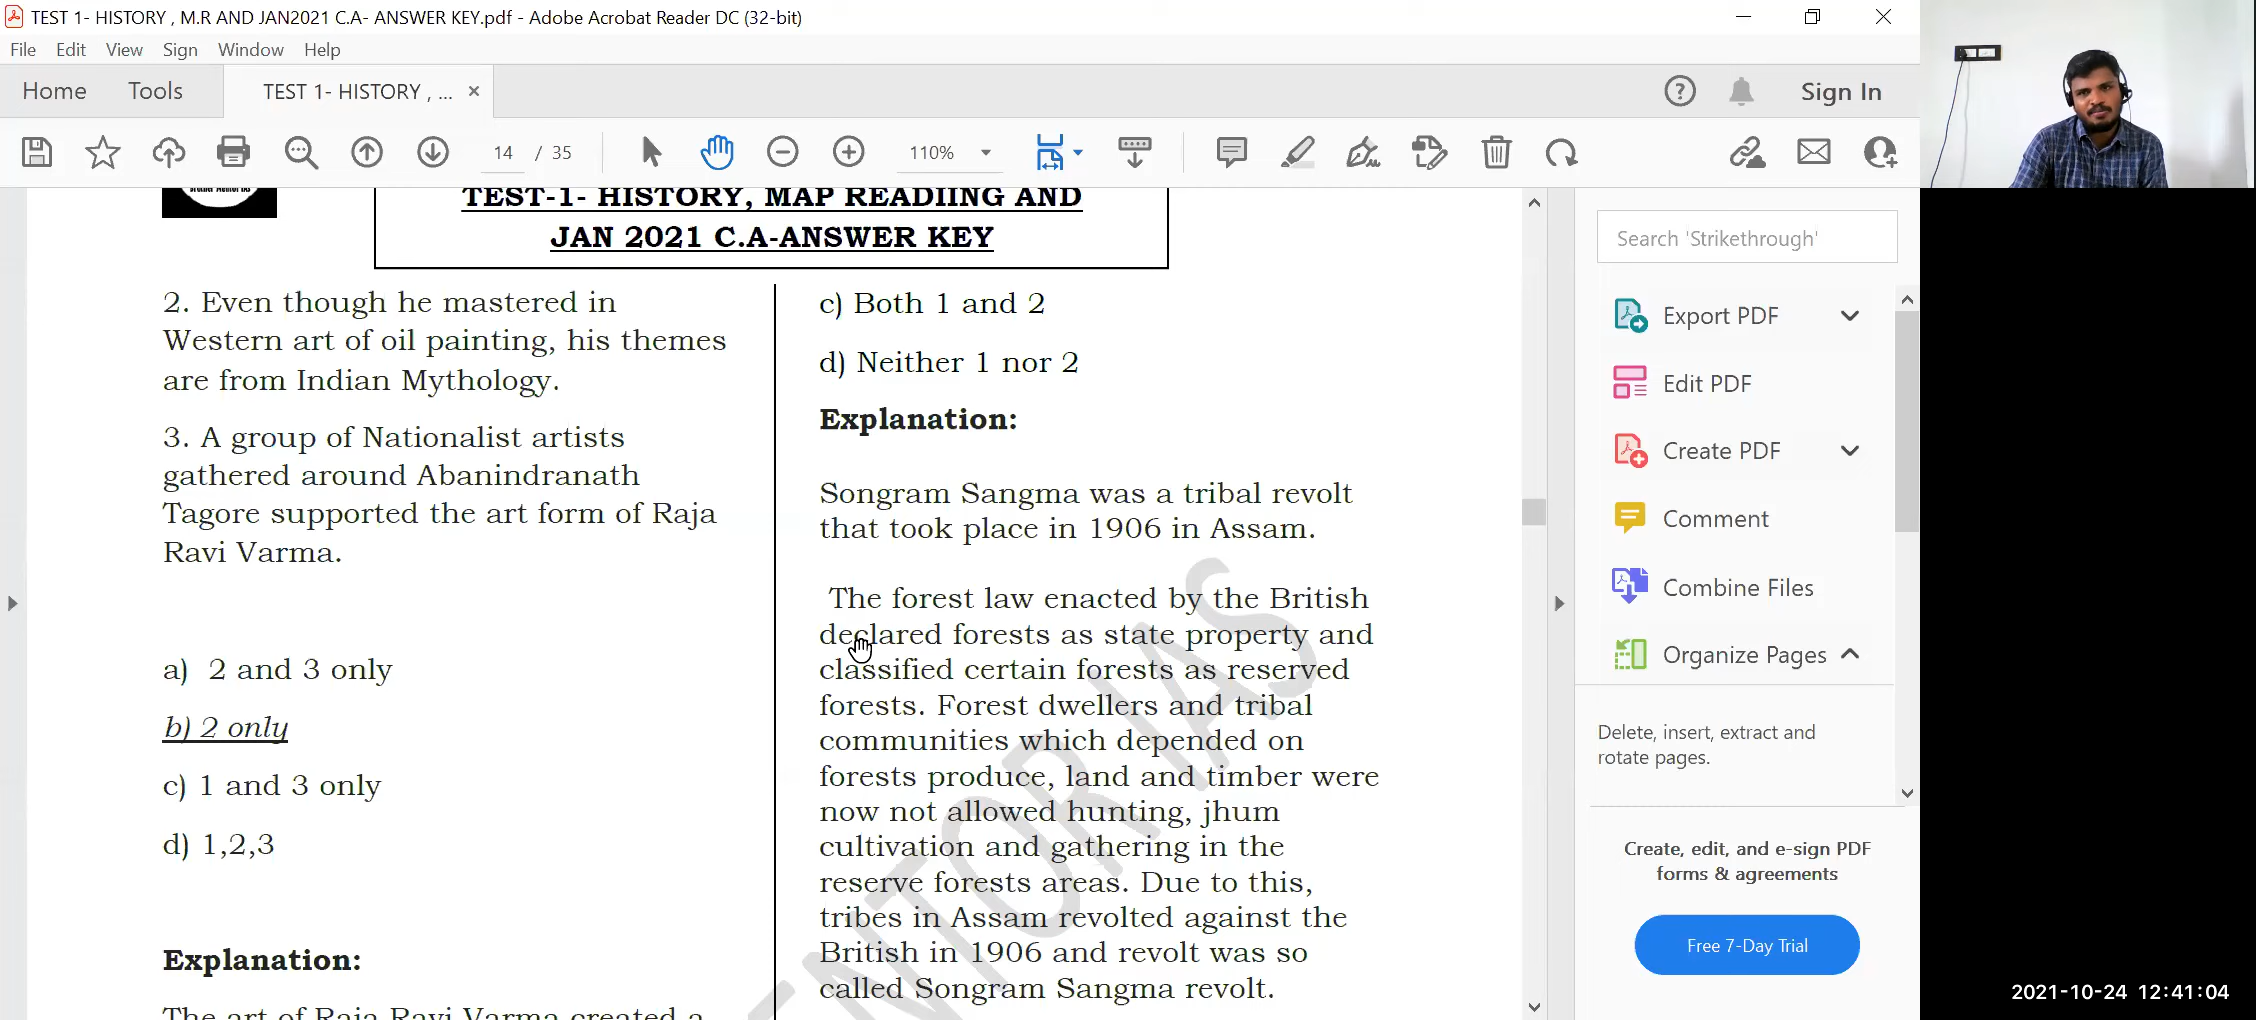 TEST 1- HISTORY , M.R AND JAN2021 C.A- ANSWER KEY.pdf - Adobe Acrobat Reader DC (32-bit)
File Edit View Sign Window Help
Home Tools TEST 1- HISTORY , ... × Sign In
14 / 35 110%
TEST-1- HISTORY, MAP READIING AND
JAN 2021 C.A-ANSWER KEY
2. Even though he mastered in
Western art of oil painting, his themes
are from Indian Mythology.
3. A group of Nationalist artists
gathered around Abanindranath
Tagore supported the art form of Raja
Ravi Varma.
a) 2 and 3 only
b) 2 only
c) 1 and 3 only
d) 1,2,3
Explanation:
The art of Raja Ravi Varma created a
c) Both 1 and 2
d) Neither 1 nor 2
Explanation:
Songram Sangma was a tribal revolt
that took place in 1906 in Assam.
The forest law enacted by the British
declared forests as state property and
classified certain forests as reserved
forests. Forest dwellers and tribal
communities which depended on
forests produce, land and timber were
now not allowed hunting, jhum
cultivation and gathering in the
reserve forests areas. Due to this,
tribes in Assam revolted against the
British in 1906 and revolt was so
called Songram Sangma revolt.
NTOR IAS
Search 'Strikethrough'
Export PDF
Edit PDF
Create PDF
Comment
Combine Files
Organize Pages
Delete, insert, extract and
rotate pages.
Create, edit, and e-sign PDF
forms & agreements
Free 7-Day Trial
2021-10-24 12:41:04